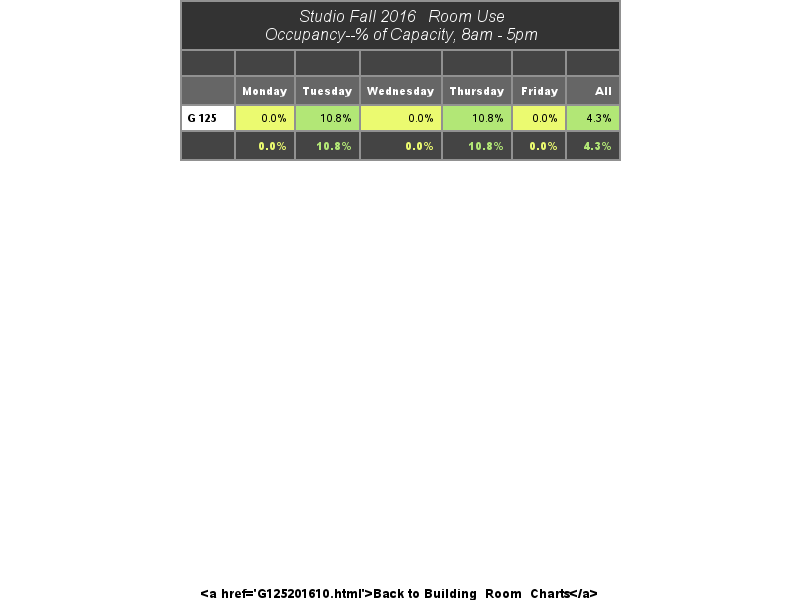 Studio Fall 2016 Room Use
Occupancy--% of Capacity, 8am - 5pm
Monday Tuesday Wednesday Thursday Friday All
G 125 0.0% 10.8% 0.0% 10.8% 0.0% 4.3%
0.0% 10.8% 0.0% 10.8% 0.0% 4.3%
<a href='G125201610.html'>Back to Building Room Charts</a>